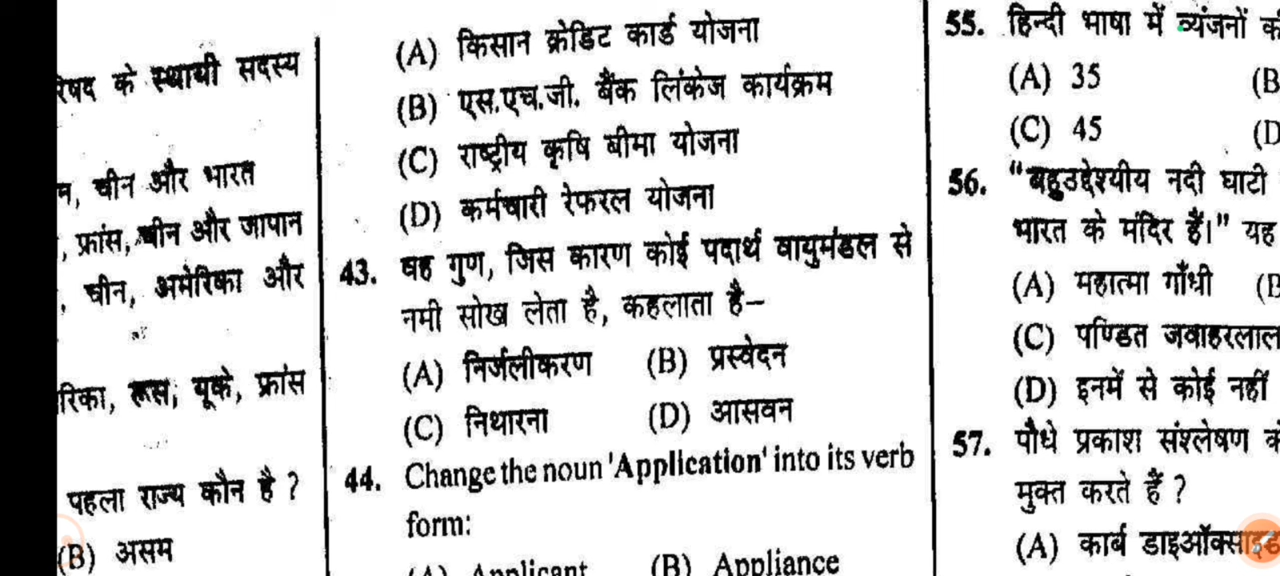 के स्थायी सदस्य
चीन और भारत
, फ्रांस, चीन और जापान
, चीन, अमेरिका और
रूस, यूके, फ्रांस
पहला राज्य कौन है ?
(B) असम
(A) किसान क्रेडिट कार्ड योजना
(B) एस.एच.जी. बैंक लिंकेज कार्यक्रम
(C) राष्ट्रीय कृषि बीमा योजना
(D) कर्मचारी रेफरल योजना
43. वह गुण, जिस कारण कोई पदार्थ वायुमंडल से
नमी सोख लेता है, कहलाता है–
(A) निर्जलीकरण (B) प्रस्वेदन
(C) निथारना (D) आसवन
44. Change the noun 'Application' into its verb
form:
(A) Applicant (B) Appliance
55. हिन्दी भाषा में व्यंजनों
(A) 35 (B
(C) 45 (D
56. "बहुउद्देश्यीय नदी घाटी
भारत के मंदिर हैं।" यह
(A) महात्मा गाँधी
(C) पण्डित जवाहरलाल
(D) इनमें से कोई नहीं
57. पौधे प्रकाश संश्लेषण
मुक्त करते हैं ?
(A) कार्ब डाइऑक्साइड